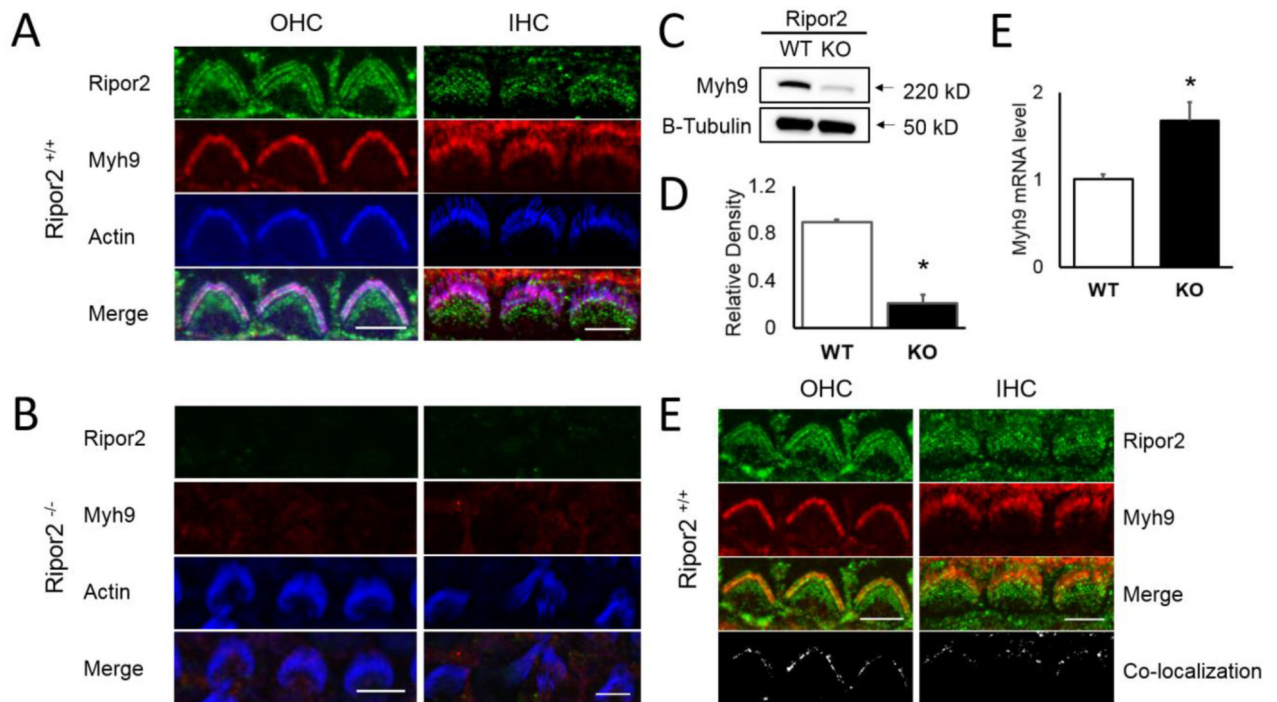 A
OHC
IHC
Ripor2 +/+
Ripor2
Myh9
Actin
Merge
B
Ripor2 -/-
Ripor2
Myh9
Actin
Merge
C
Ripor2
WT KO
Myh9
220 kD
B-Tubulin
50 kD
D
Relative Density
1.2
0.8
0.4
0
*
WT
KO
E
Myh9 mRNA level
2
1
0
*
WT
KO
E
OHC
IHC
Ripor2 +/+
Ripor2
Myh9
Merge
Co-localization